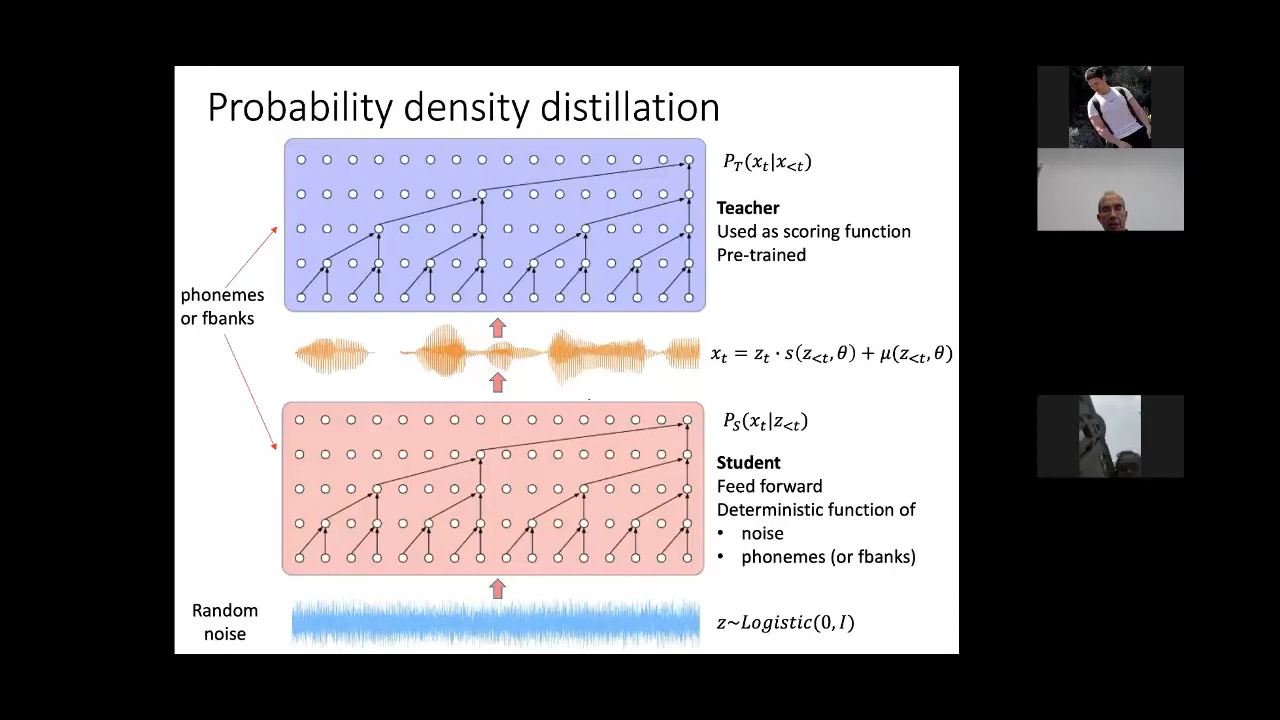 Probability density distillation
P_T(x_t|x_{<t})
Teacher
Used as scoring function
Pre-trained
phonemes
or fbanks
x_t = z_t · s(z_{<t}, θ) + μ(z_{<t}, θ)
P_S(x_t|z_{<t})
Student
Feed forward
Deterministic function of
• noise
• phonemes (or fbanks)
Random
noise
z~Logistic(0, I)